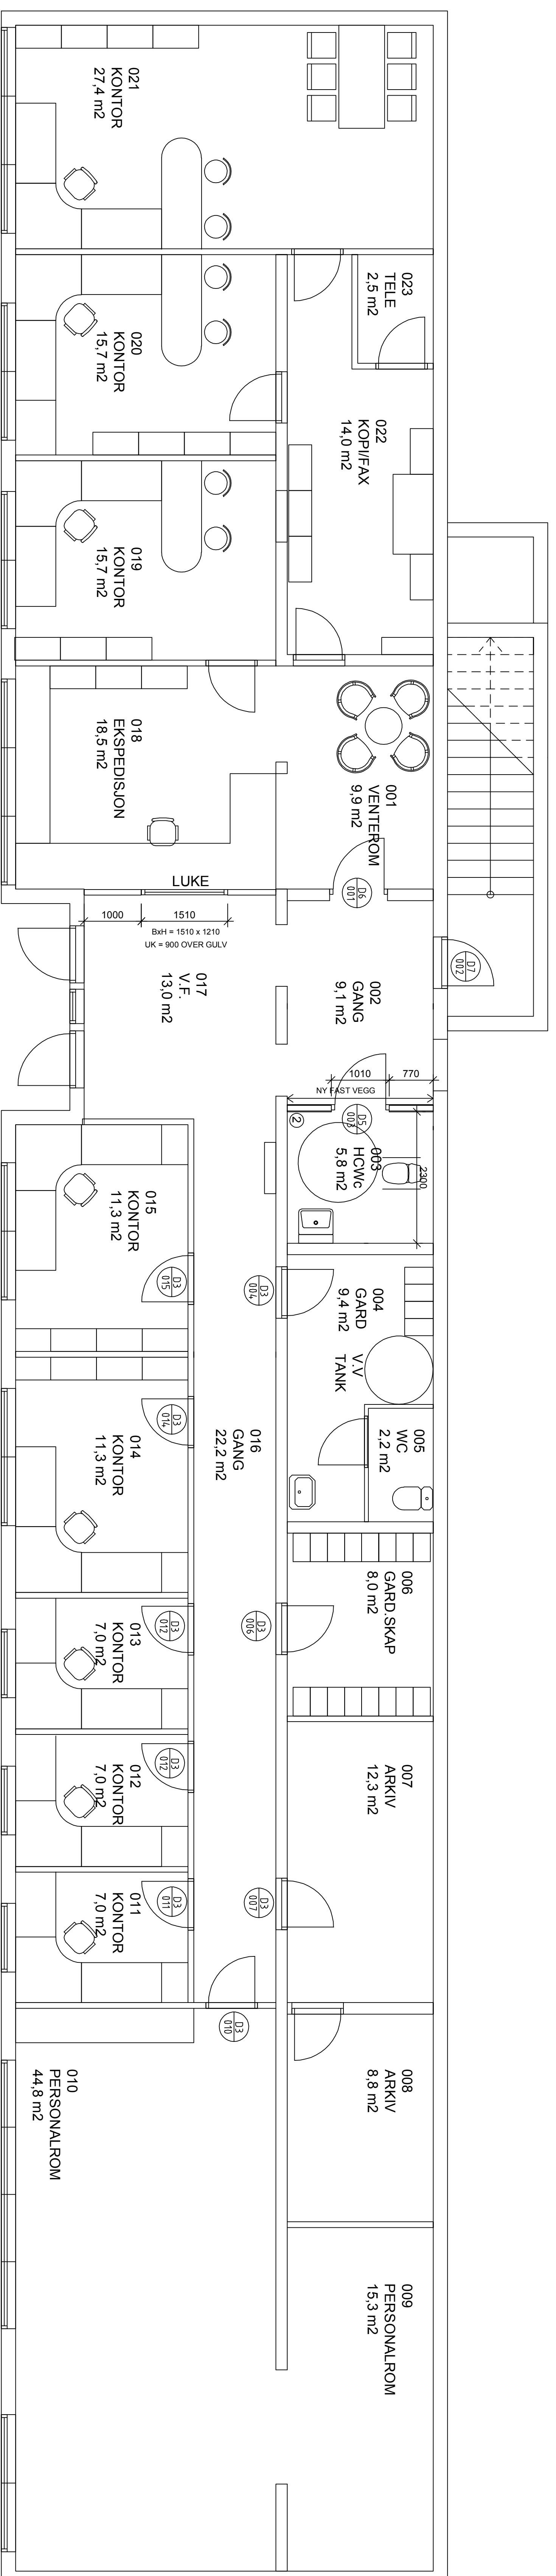 021
KONTOR
27,4 m2
023
TELE
2,5 m2
020
KONTOR
15,7 m2
022
KOPI/FAX
14,0 m2
019
KONTOR
15,7 m2
018
EKSPEDISJON
18,5 m2
001
VENTEROM
9,9 m2
LUKE
D6
001
1000
1510
BxH = 1510 x 1210
UK = 900 OVER GULV
017
V.F.
13,0 m2
002
GANG
9,1 m2
D7
002
1010
770
NY FAST VEGG
2
D5
003
003
HCWc
5,8 m2
2300
015
KONTOR
11,3 m2
D3
015
D3
004
004
GARD
9,4 m2
V.V
TANK
014
KONTOR
11,3 m2
D3
014
016
GANG
22,2 m2
005
WC
2,2 m2
006
GARD.SKAP
8,0 m2
013
KONTOR
7,0 m2
D3
012
D3
006
012
KONTOR
7,0 m2
D3
012
007
ARKIV
12,3 m2
011
KONTOR
7,0 m2
D3
011
D3
007
D3
010
010
PERSONALROM
44,8 m2
008
ARKIV
8,8 m2
009
PERSONALROM
15,3 m2